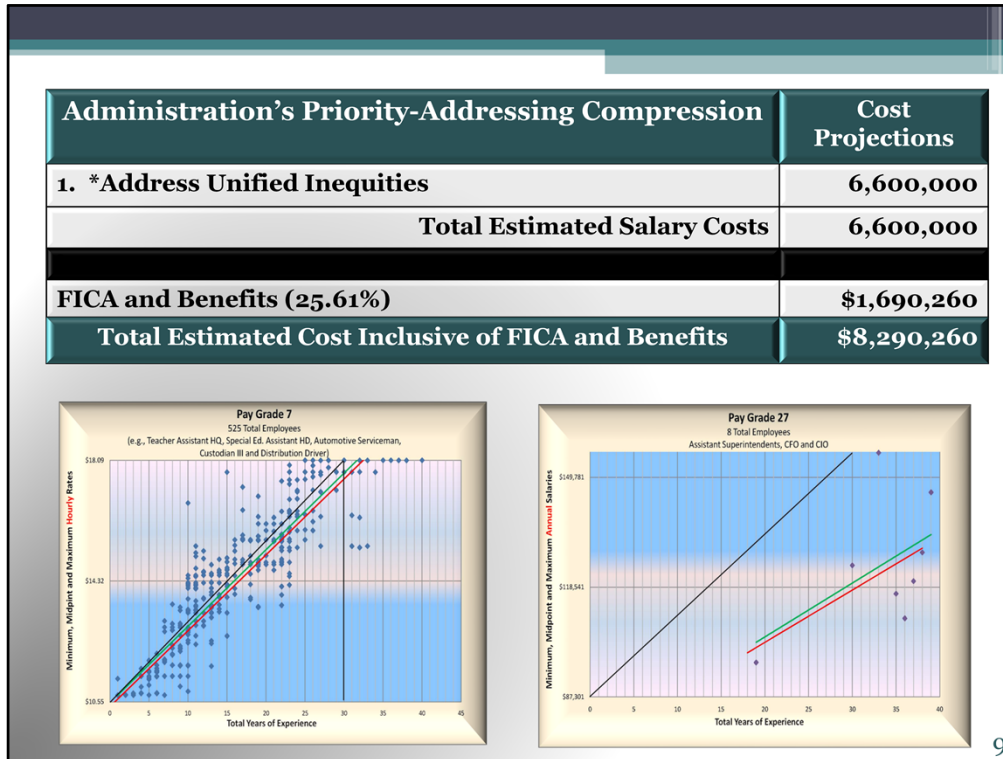 Administration's Priority-Addressing Compression
Cost
Projections
1. *Address Unified Inequities
6,600,000
Total Estimated Salary Costs
6,600,000
FICA and Benefits (25.61%)
$1,690,260
Total Estimated Cost Inclusive of FICA and Benefits
$8,290,260
Pay Grade 7
525 Total Employees
(e.g., Teacher Assistant HQ, Special Ed. Assistant HD, Automotive Serviceman,
Custodian III and Distribution Driver)
Minimum, Midpint and Maximum Hourly Rates
$18.09
$14.32
$10.55
0 5 10 15 20 25 30 35 40 45
Total Years of Experience
Pay Grade 27
8 Total Employees
Assistant Superintendents, CFO and CIO
Minimum, Midpoint and Maximum Annual Salaries
$149,781
$118,541
$87,301
0 5 10 15 20 25 30 35 40
Total Years of Experience
9